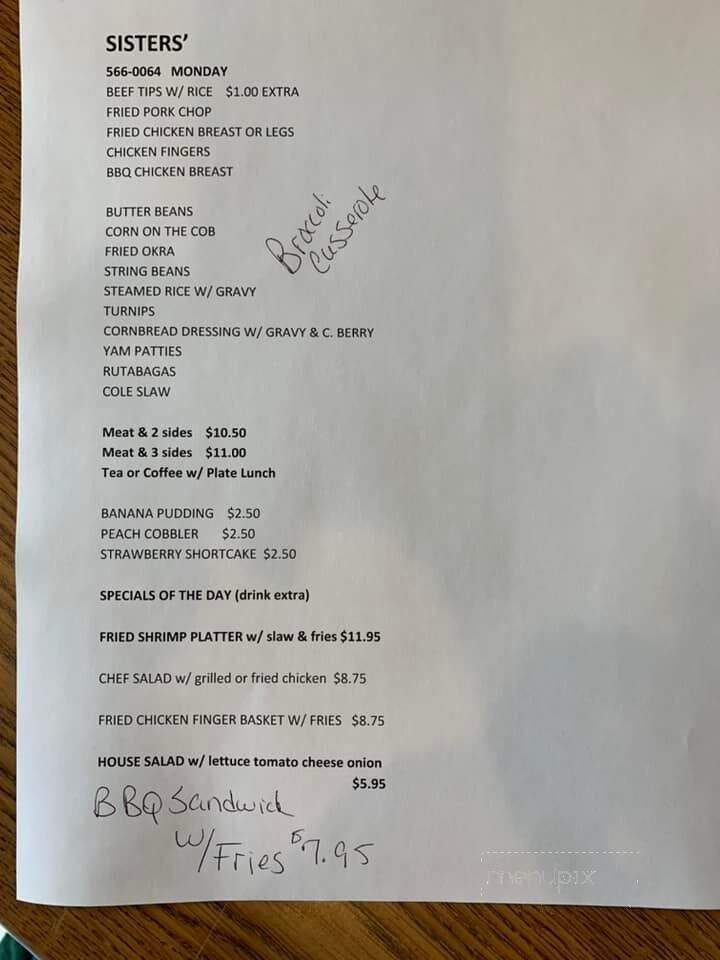 SISTERS'
566-0064 MONDAY
BEEF TIPS W/ RICE $1.00 EXTRA
FRIED PORK CHOP
FRIED CHICKEN BREAST OR LEGS
CHICKEN FINGERS
BBQ CHICKEN BREAST
BUTTER BEANS
CORN ON THE COB
FRIED OKRA
STRING BEANS
STEAMED RICE W/ GRAVY
TURNIPS
CORNBREAD DRESSING W/ GRAVY & C. BERRY
YAM PATTIES
RUTABAGAS
COLE SLAW
Broccoli
Casserole
Meat & 2 sides $10.50
Meat & 3 sides $11.00
Tea or Coffee w/ Plate Lunch
BANANA PUDDING $2.50
PEACH COBBLER $2.50
STRAWBERRY SHORTCAKE $2.50
SPECIALS OF THE DAY (drink extra)
FRIED SHRIMP PLATTER w/ slaw & fries $11.95
CHEF SALAD w/ grilled or fried chicken $8.75
FRIED CHICKEN FINGER BASKET W/ FRIES $8.75
HOUSE SALAD w/ lettuce tomato cheese onion
$5.95
BBQ Sandwich
w/Fries $7.95
menupix